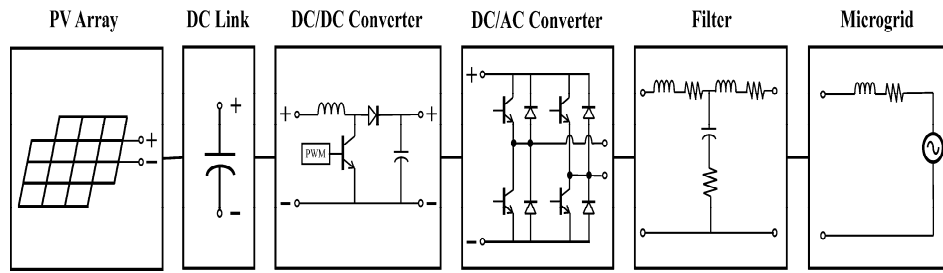 PV Array
DC Link
DC/DC Converter
DC/AC Converter
Filter
Microgrid
+
-
+
-
+
+
PWM
-
-
+
-